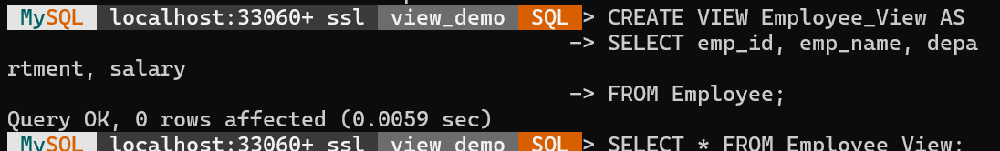 MySQL localhost:33060+ ssl view_demo SQL > CREATE VIEW Employee_View AS
-> SELECT emp_id, emp_name, depa
rtment, salary
-> FROM Employee;
Query OK, 0 rows affected (0.0059 sec)
MySQL localhost:33060+ ssl view_demo SQL > SELECT * FROM Employee_View;